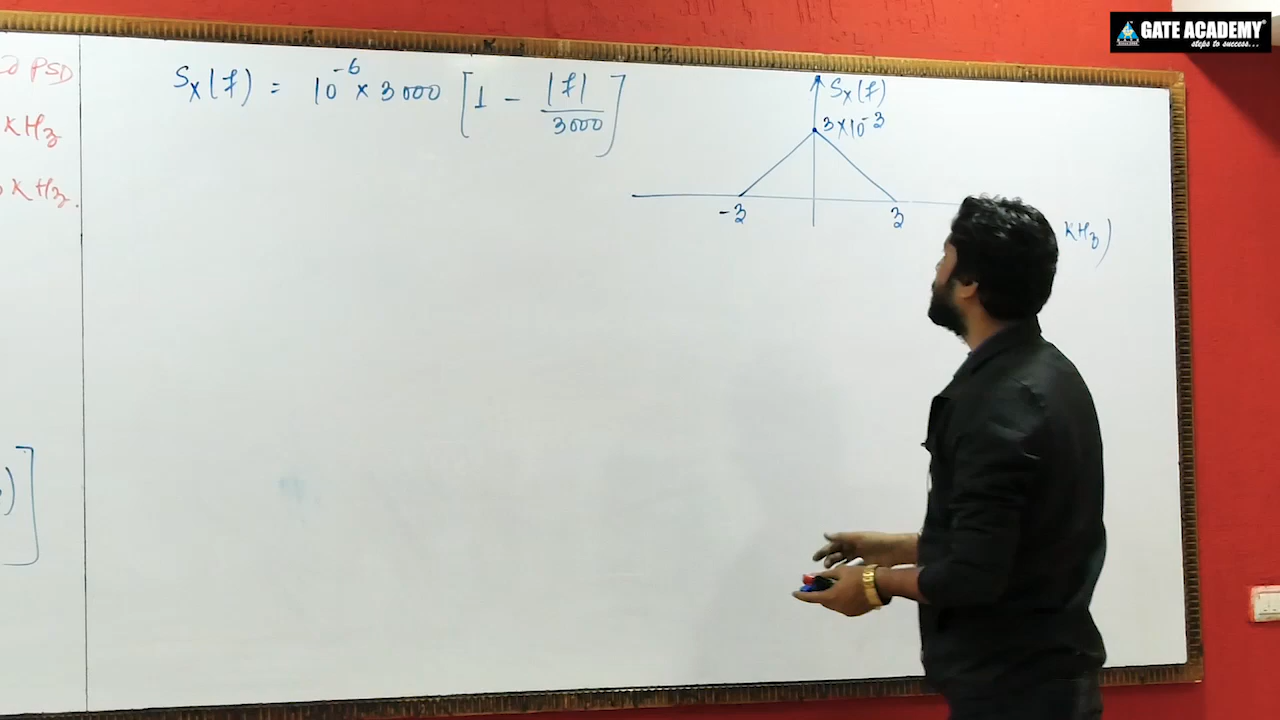 GATE ACADEMY®
steps to success...
PSD
KHz
KHz.
)]
Sx(f) = 10^-6 × 3000 [1 - |f|/3000]
Sx(f)
3×10^-3
-3
3
KHz)